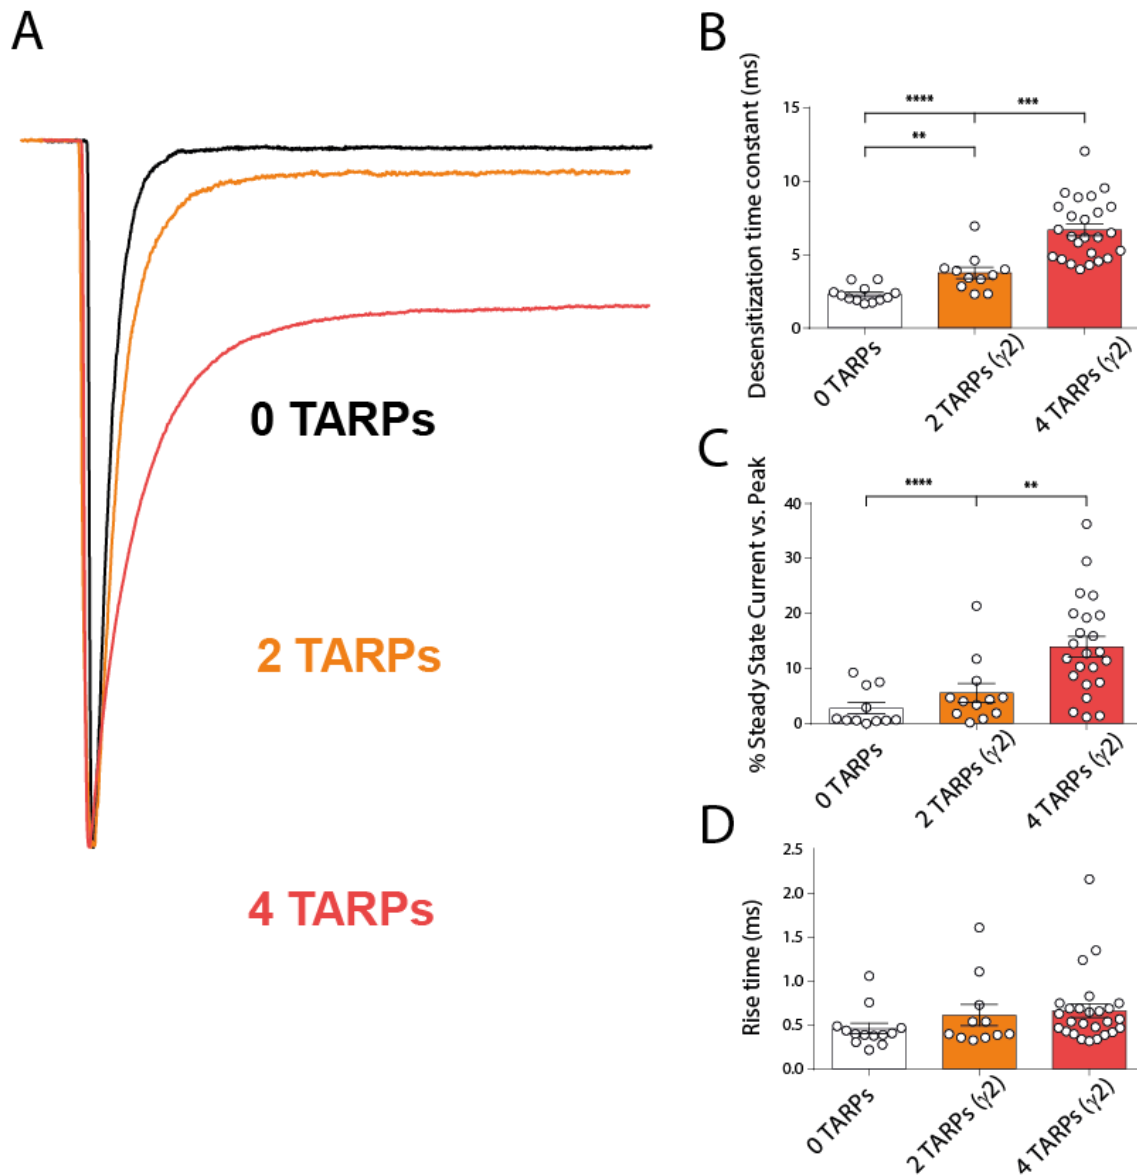 A
0 TARPs
2 TARPs
4 TARPs
B
Desensitization time constant (ms)
15
10
5
0
****
***
**
0 TARPs
2 TARPs (γ2)
4 TARPs (γ2)
C
% Steady State Current vs. Peak
40
30
20
10
0
****
**
0 TARPs
2 TARPs (γ2)
4 TARPs (γ2)
D
Rise time (ms)
2.5
2.0
1.5
1.0
0.5
0.0
0 TARPs
2 TARPs (γ2)
4 TARPs (γ2)